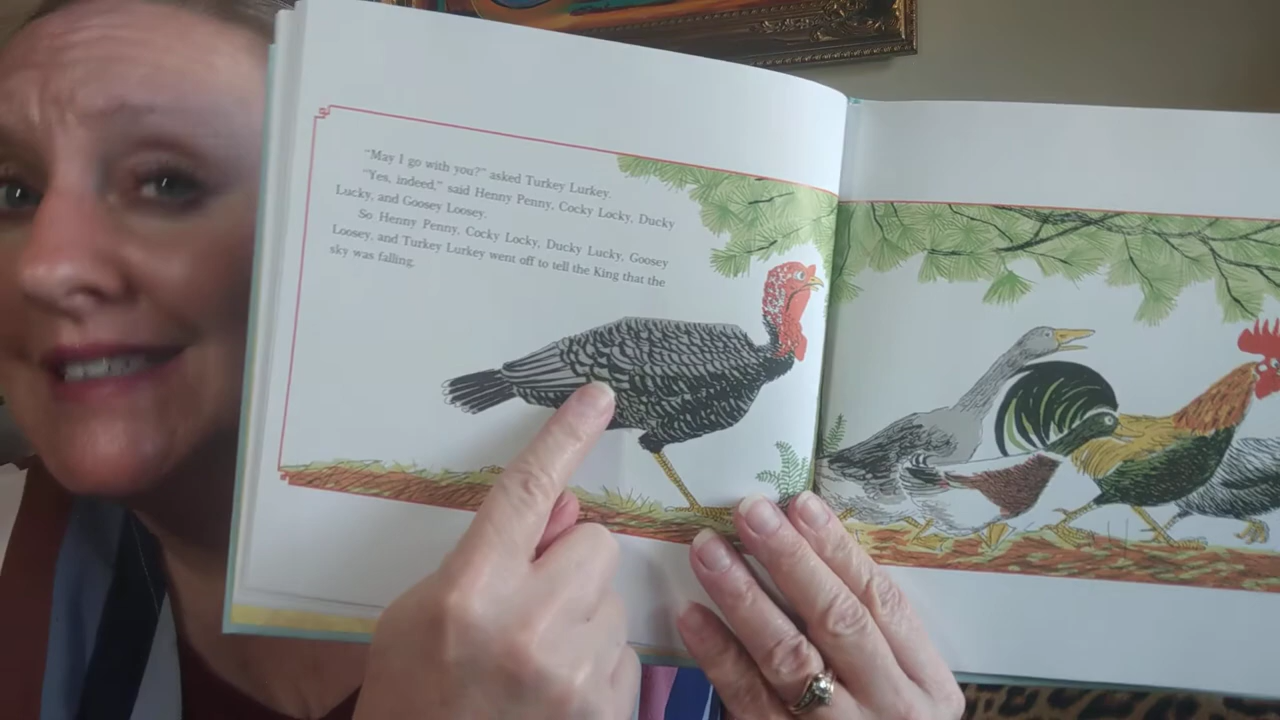 "May I go with you?" asked Turkey Lurkey.
"Yes, indeed," said Henny Penny, Cocky Locky, Ducky
Lucky, and Goosey Loosey.
So Henny Penny, Cocky Locky, Ducky Lucky, Goosey
Loosey, and Turkey Lurkey went off to tell the King that the
sky was falling.